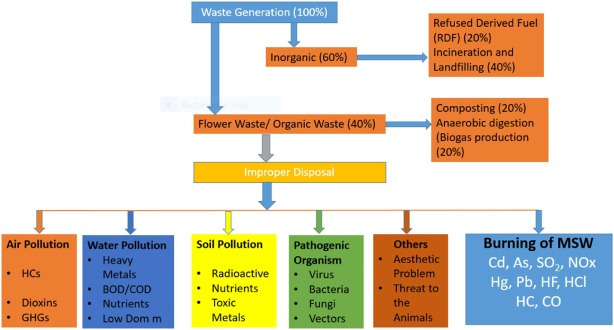 Waste Generation (100%)
Refused Derived Fuel
(RDF) (20%)
Incineration and
Landfilling (40%)
Inorganic (60%)
Composting (20%)
Anaerobic digestion
(Biogas production
(20%)
Flower Waste/ Organic Waste (40%)
Improper Disposal
Air Pollution
• HCs
• Dioxins
• GHGs
Water Pollution
• Heavy
Metals
• BOD/COD
• Nutrients
• Low Dom m
Soil Pollution
• Radioactive
• Nutrients
• Toxic
Metals
Pathogenic
Organism
• Virus
• Bacteria
• Fungi
• Vectors
Others
• Aesthetic
Problem
• Threat to
the
Animals
Burning of MSW
Cd, As, SO₂, NOx
Hg, Pb, HF, HCl
HC, CO